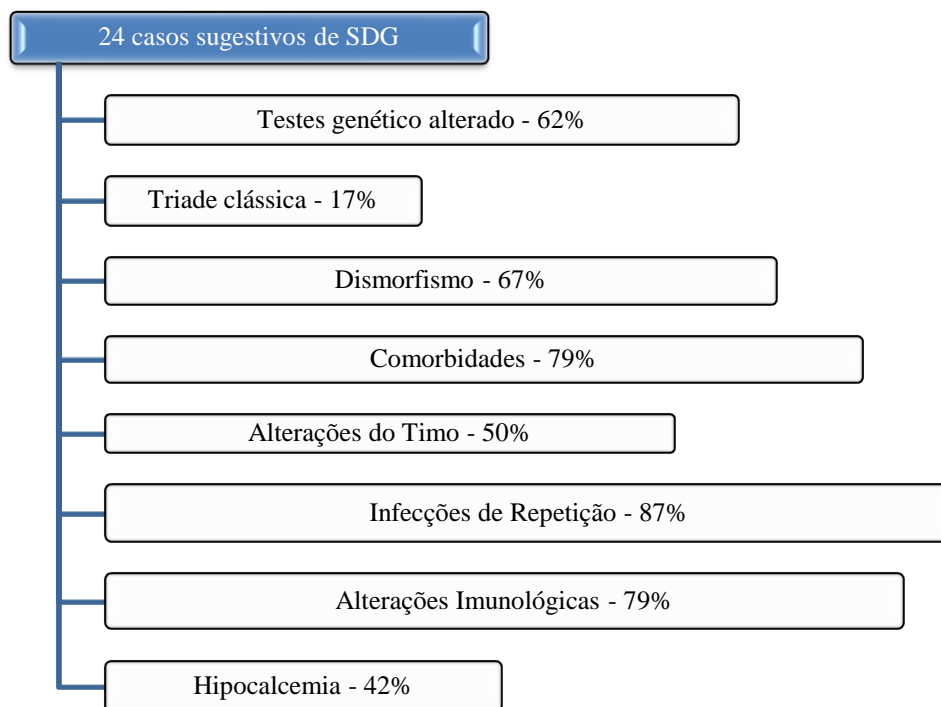 24 casos sugestivos de SDG
Testes genético alterado - 62%
Triade clássica - 17%
Dismorfismo - 67%
Comorbidades - 79%
Alterações do Timo - 50%
Infecções de Repetição - 87%
Alterações Imunológicas - 79%
Hipocalcemia - 42%